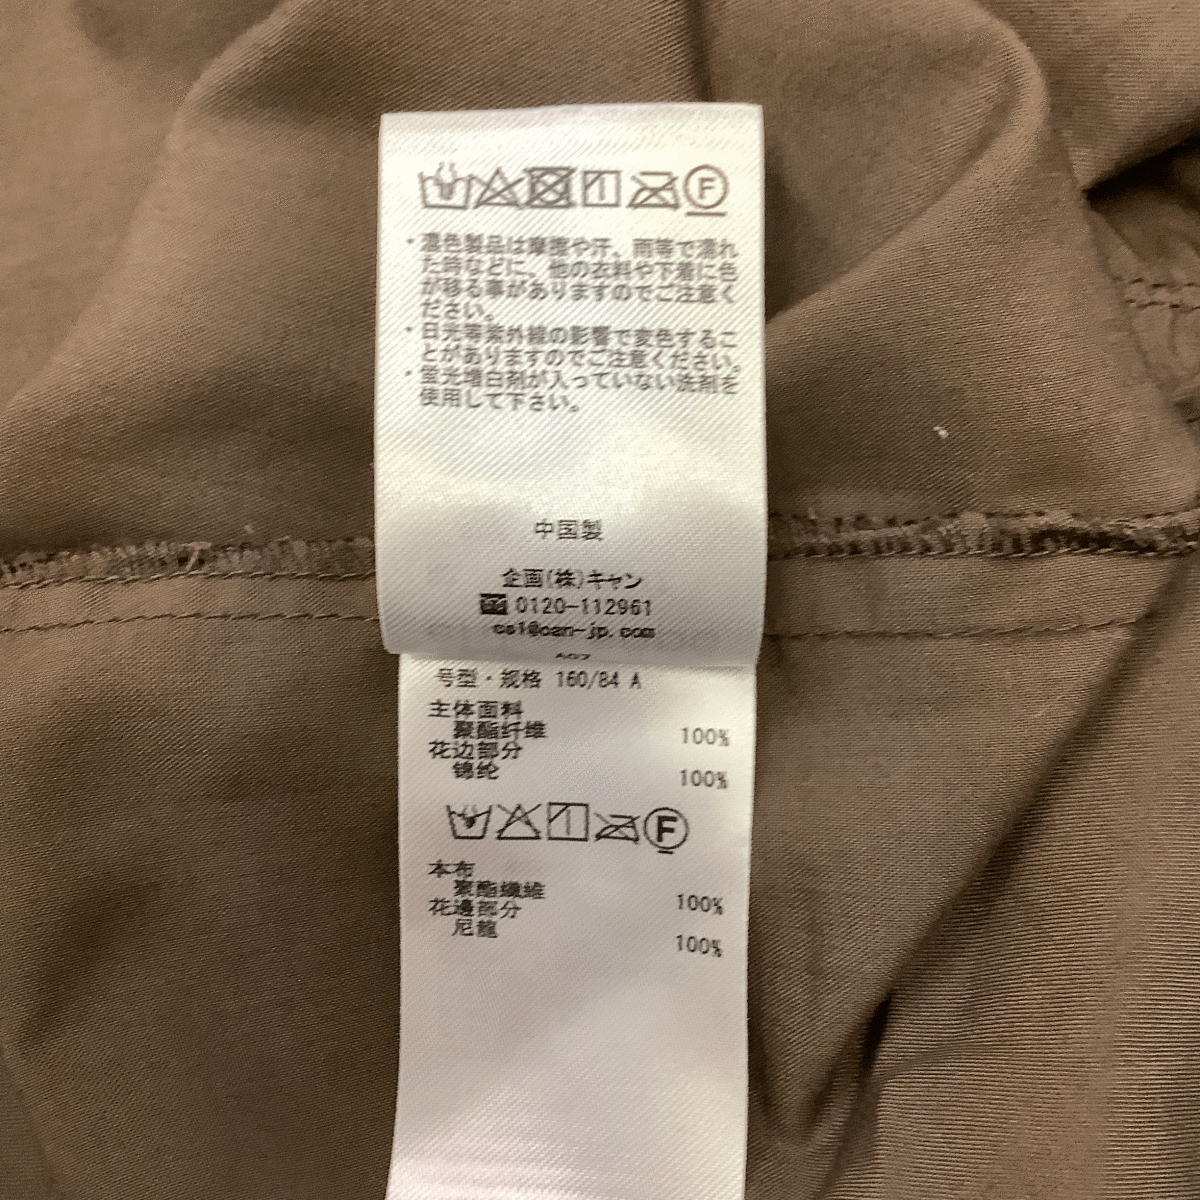 F
・濃色製品は摩擦や汗、雨等で濡れ
た時などに、他の衣料や下着に色
が移る事がありますのでご注意く
ださい。
・日光等紫外線の影響で変色するこ
とがありますのでご注意ください。
・蛍光増白剤が入っていない洗剤を
使用して下さい。
中国製
企画(株)キャン
0120-112961
cs1@can-jp.com
号型・规格 160/84 A
主体面料
聚酯纤维 100%
花边部分
锦纶 100%
F
本布
聚酯纖維 100%
花邊部分
尼龍 100%